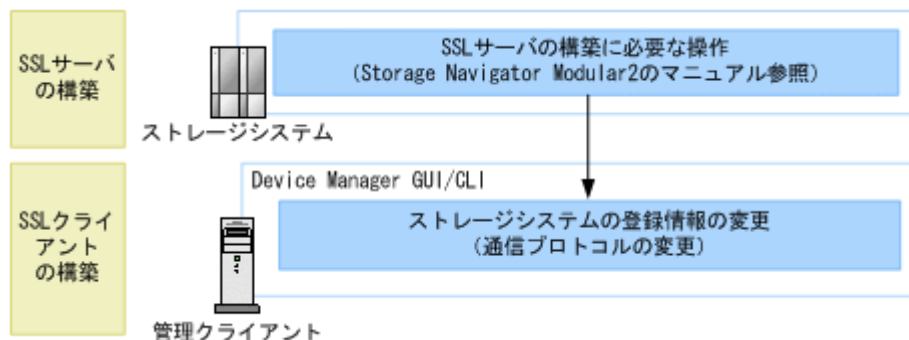 SSLサーバ
の構築
SSLサーバの構築に必要な操作
(Storage Navigator Modular2のマニュアル参照)
ストレージシステム
SSLクライ
アント
の構築
Device Manager GUI/CLI
ストレージシステムの登録情報の変更
(通信プロトコルの変更)
管理クライアント